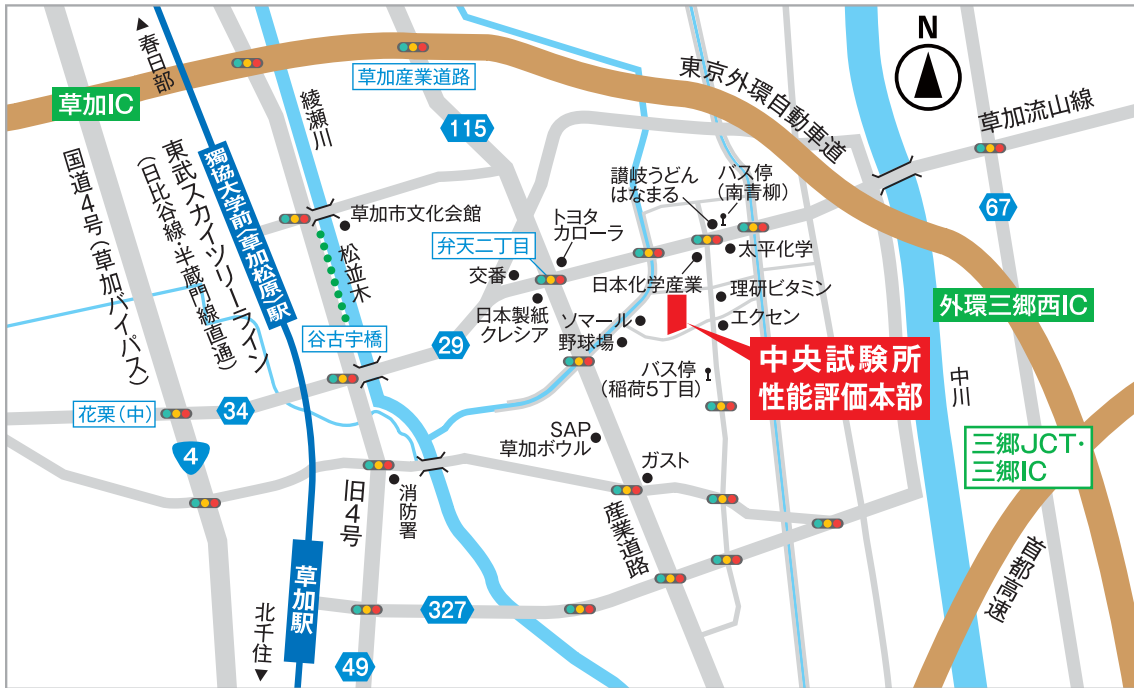 ▲春日部
草加IC
草加産業道路
綾瀬川
115
東京外環自動車道
N
草加流山線
67
国道4号（草加バイパス）
東武スカイツリーライン
（日比谷線・半蔵門線直通）
獨協大学前（草加松原）駅
草加市文化会館
松並木
谷古宇橋
弁天二丁目
トヨタ
カローラ
交番
日本製紙
クレシア
讃岐うどん
はなまる
バス停
（南青柳）
太平化学
日本化学産業
理研ビタミン
エクセン
ソマール
野球場
外環三郷西IC
中央試験所
性能評価本部
バス停
（稲荷5丁目）
中川
29
花栗（中）
34
4
SAP
草加ボウル
ガスト
三郷JCT・
三郷IC
旧4号
消防署
産業道路
首都高速
草加駅
327
北千住▼
49